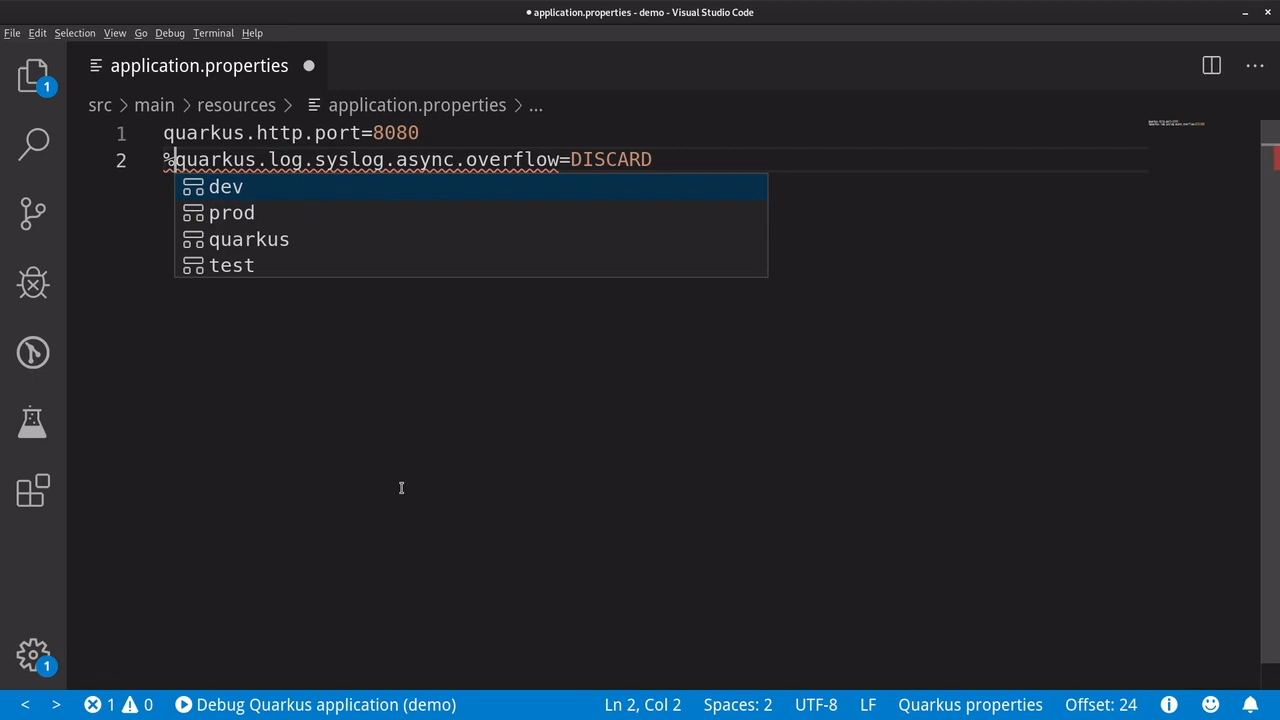 ● application.properties - demo - Visual Studio Code
File Edit Selection View Go Debug Terminal Help
application.properties
src > main > resources > application.properties > ...
1 quarkus.http.port=8080
2 %quarkus.log.syslog.async.overflow=DISCARD
dev
prod
quarkus
test
1
1
< > 1 0 Debug Quarkus application (demo) Ln 2, Col 2 Spaces: 2 UTF-8 LF Quarkus properties Offset: 24